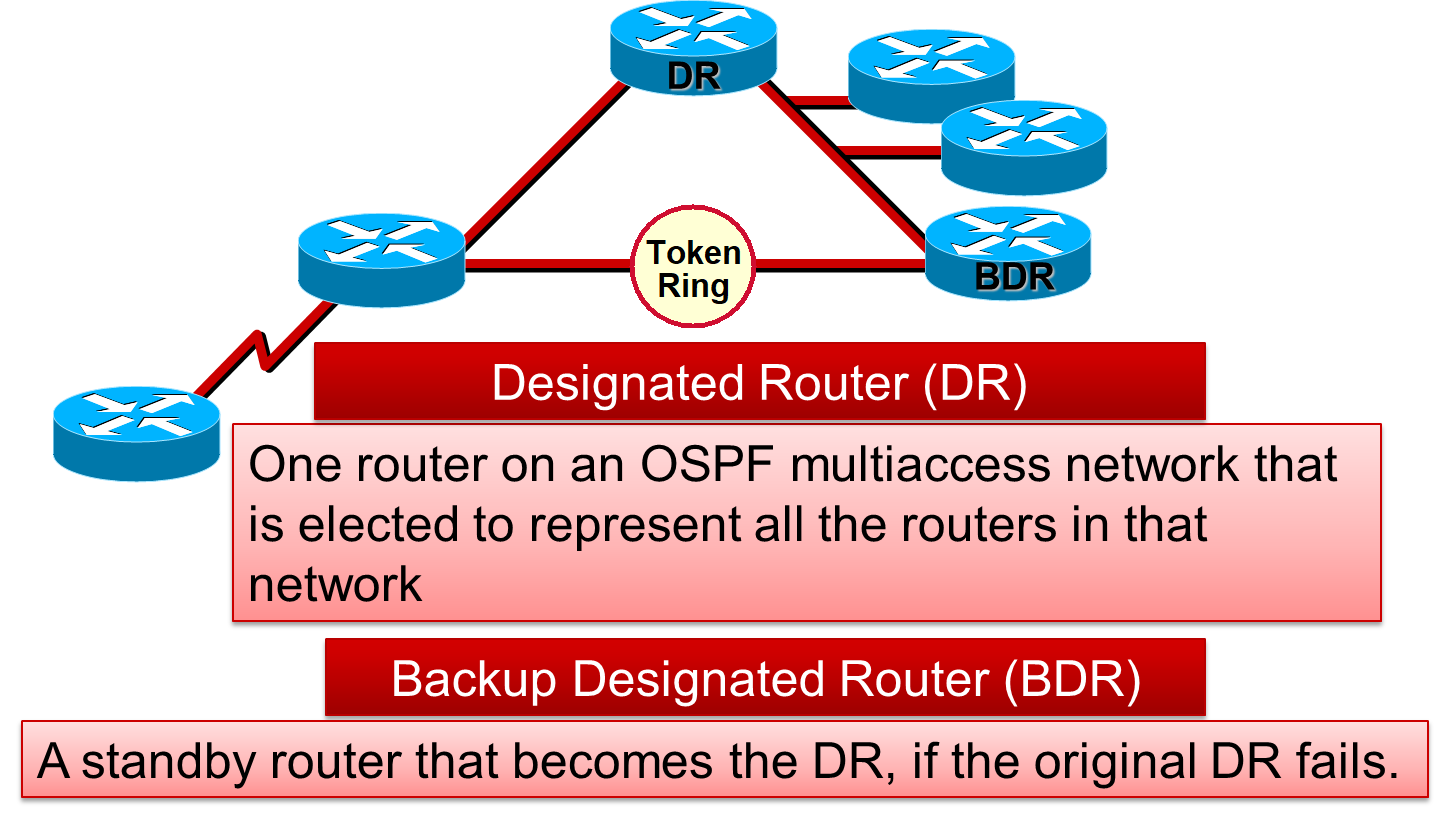 DR
Token
Ring
BDR
Designated Router (DR)
One router on an OSPF multiaccess network that
is elected to represent all the routers in that
network
Backup Designated Router (BDR)
A standby router that becomes the DR, if the original DR fails.